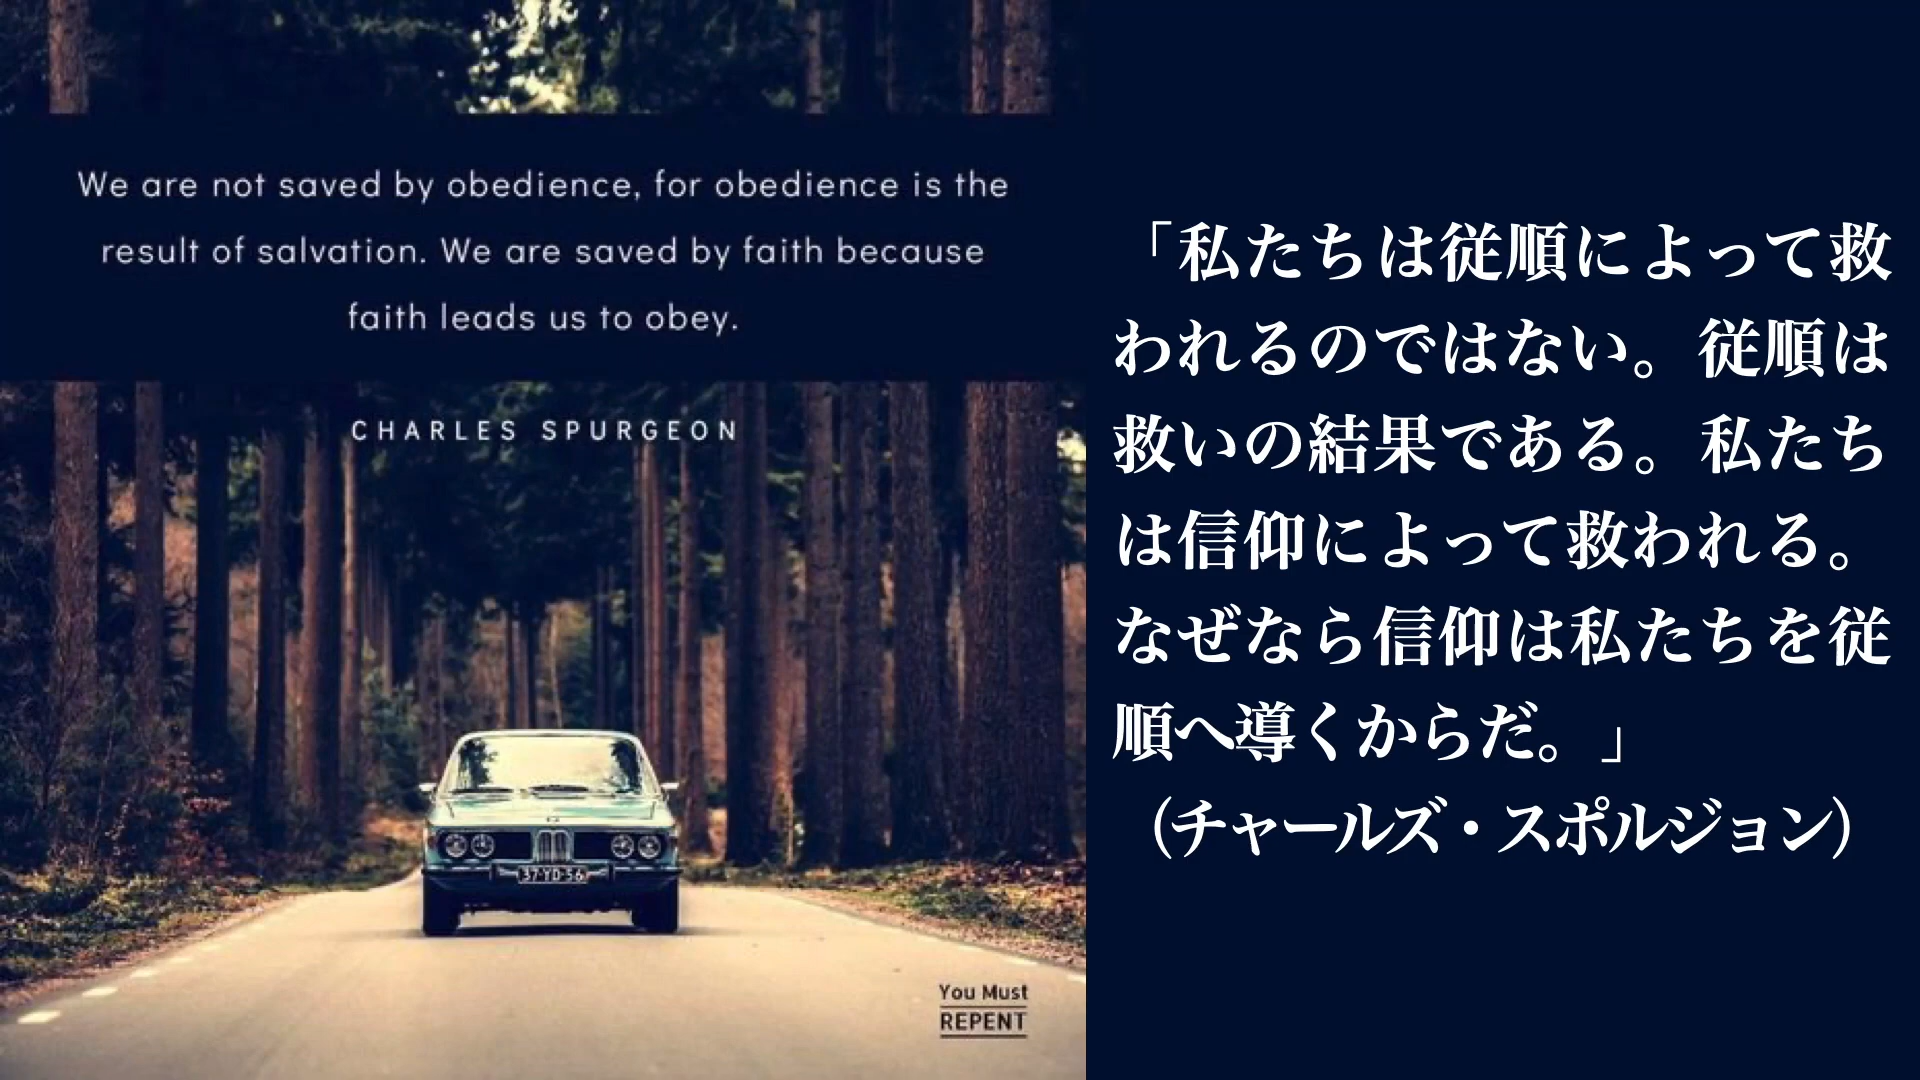 We are not saved by obedience, for obedience is the
result of salvation. We are saved by faith because
faith leads us to obey.
CHARLES SPURGEON
37-YD-56
You Must
REPENT
「私たちは従順によって救
われるのではない。従順は
救いの結果である。私たち
は信仰によって救われる。
なぜなら信仰は私たちを従
順へ導くからだ。」
（チャールズ・スポルジョン）